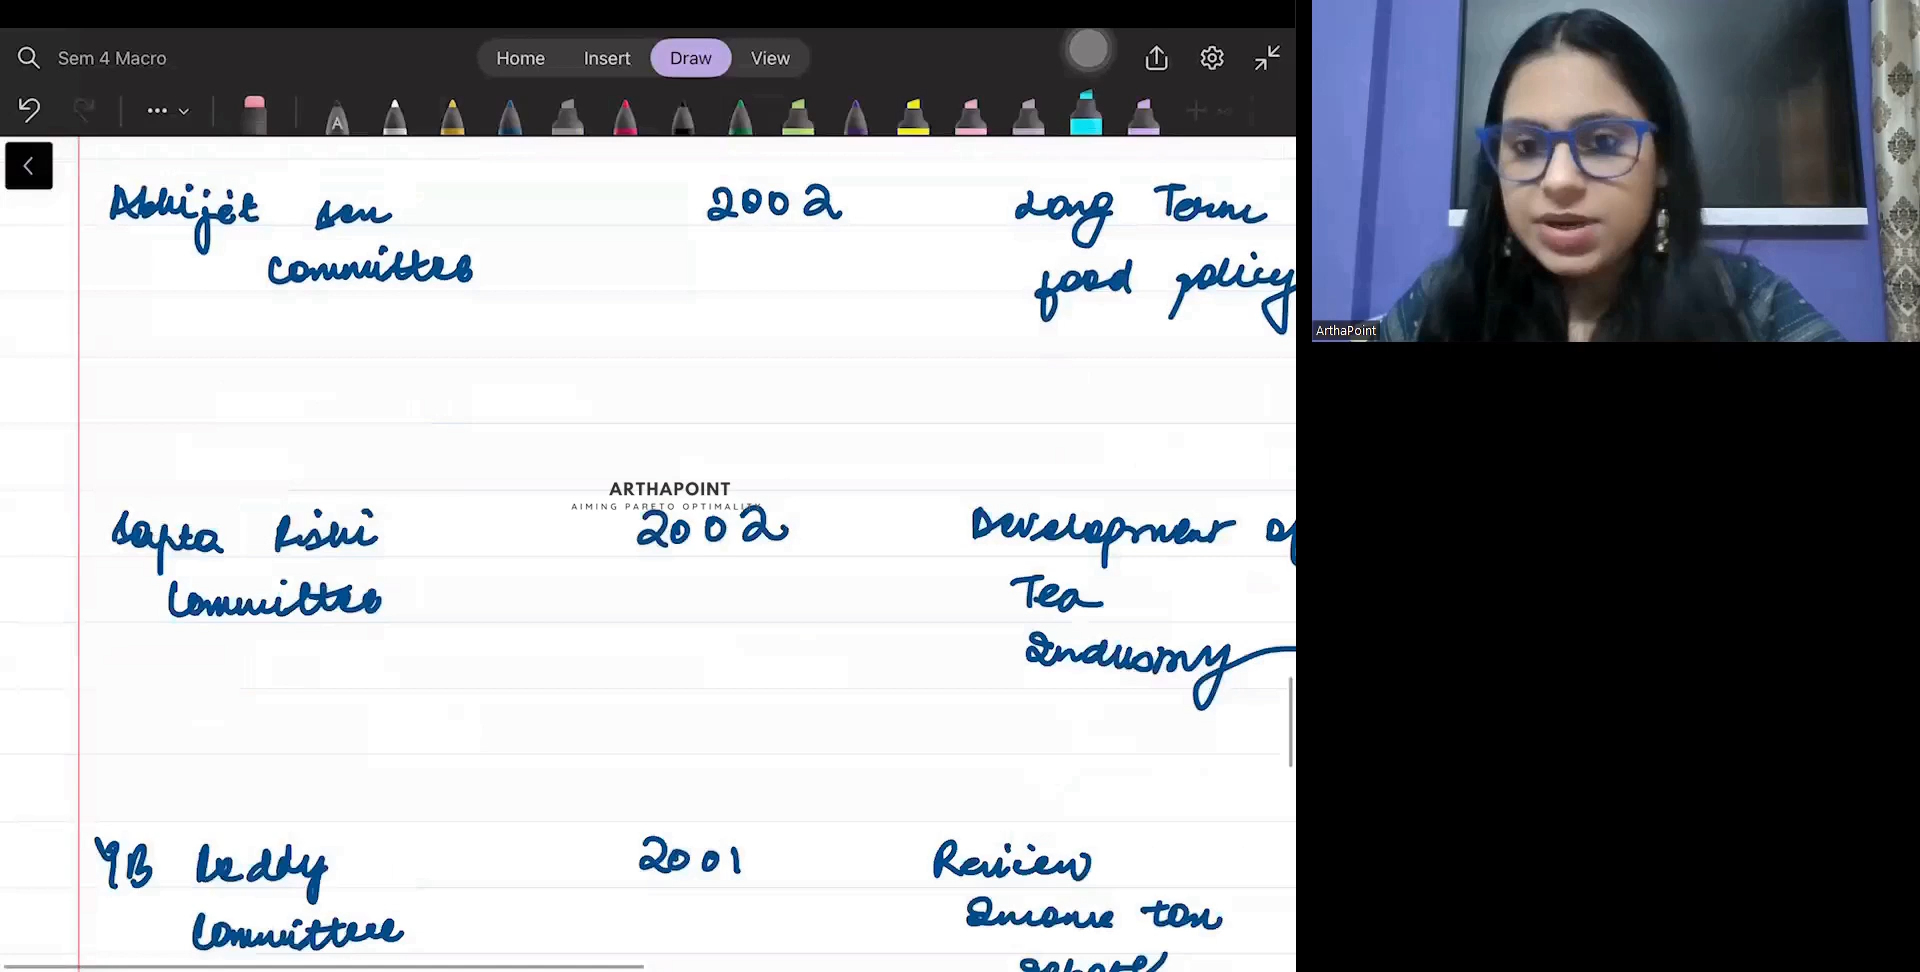 Sem 4 Macro
Home Insert Draw View
A
Abhijit Sen 2002 Long Term
Committee food policy
ArthaPoint
ARTHAPOINT
AIMING PARETO OPTIMALITY
Sapta Rishi 2002 Development of
Committee Tea
Industry
YB Reddy 2001 Review
Committee Income tax